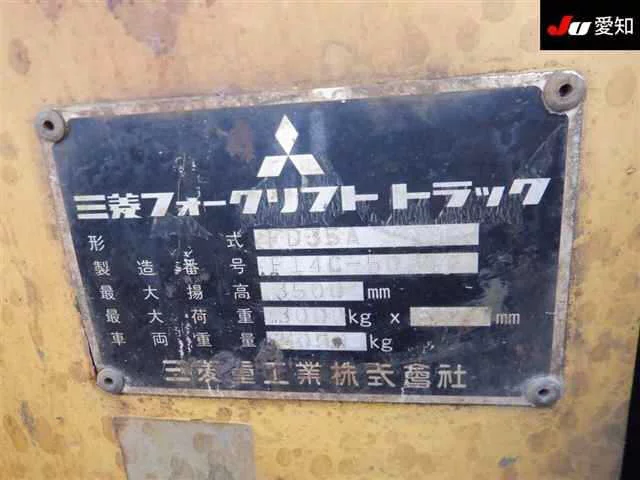 JU 愛知
三菱フォークリフト トラック
形 式 FD35A
製造番号 F14C-50
最大揚高 3500 mm
最大荷重 kg x mm
車両重量 kg
三菱重工業株式會社